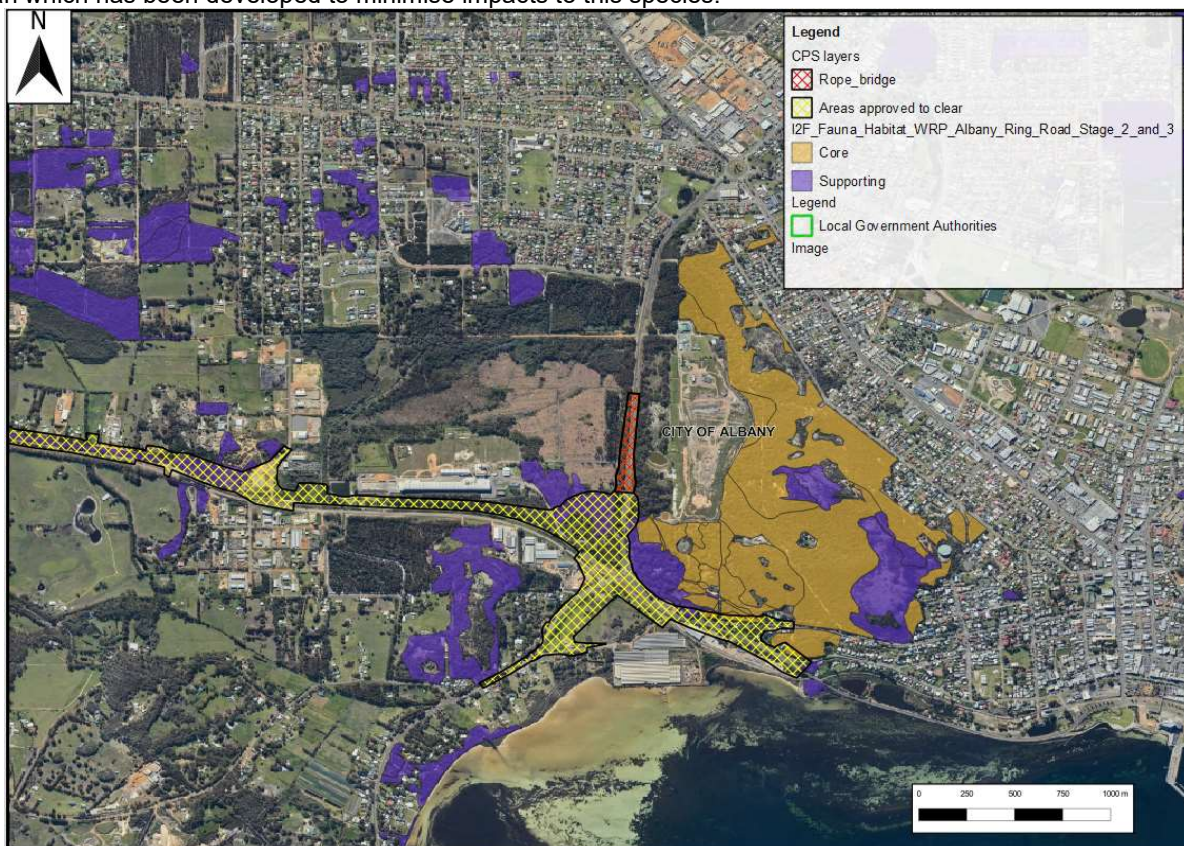 which has been developed to minimise impacts to this species.
N
Legend
CPS layers
Rope_bridge
Areas approved to clear
I2F_Fauna_Habitat_WRP_Albany_Ring_Road_Stage_2_and_3
Core
Supporting
Legend
Local Government Authorities
Image
CITY OF ALBANY
0 250 500 750 1000 m